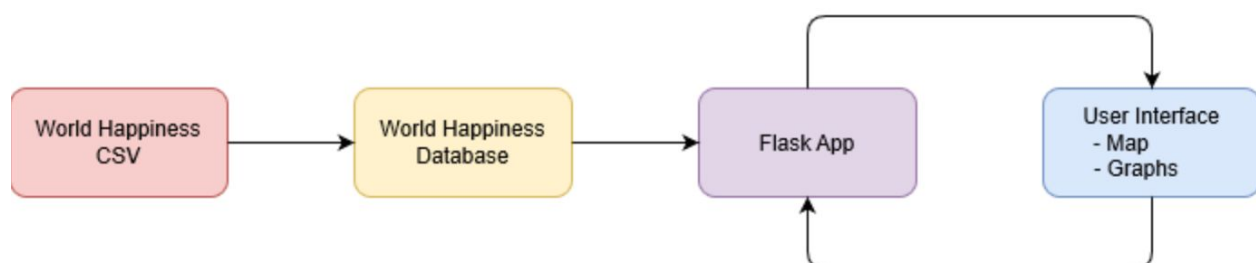 World Happiness
CSV
World Happiness
Database
Flask App
User Interface
- Map
- Graphs